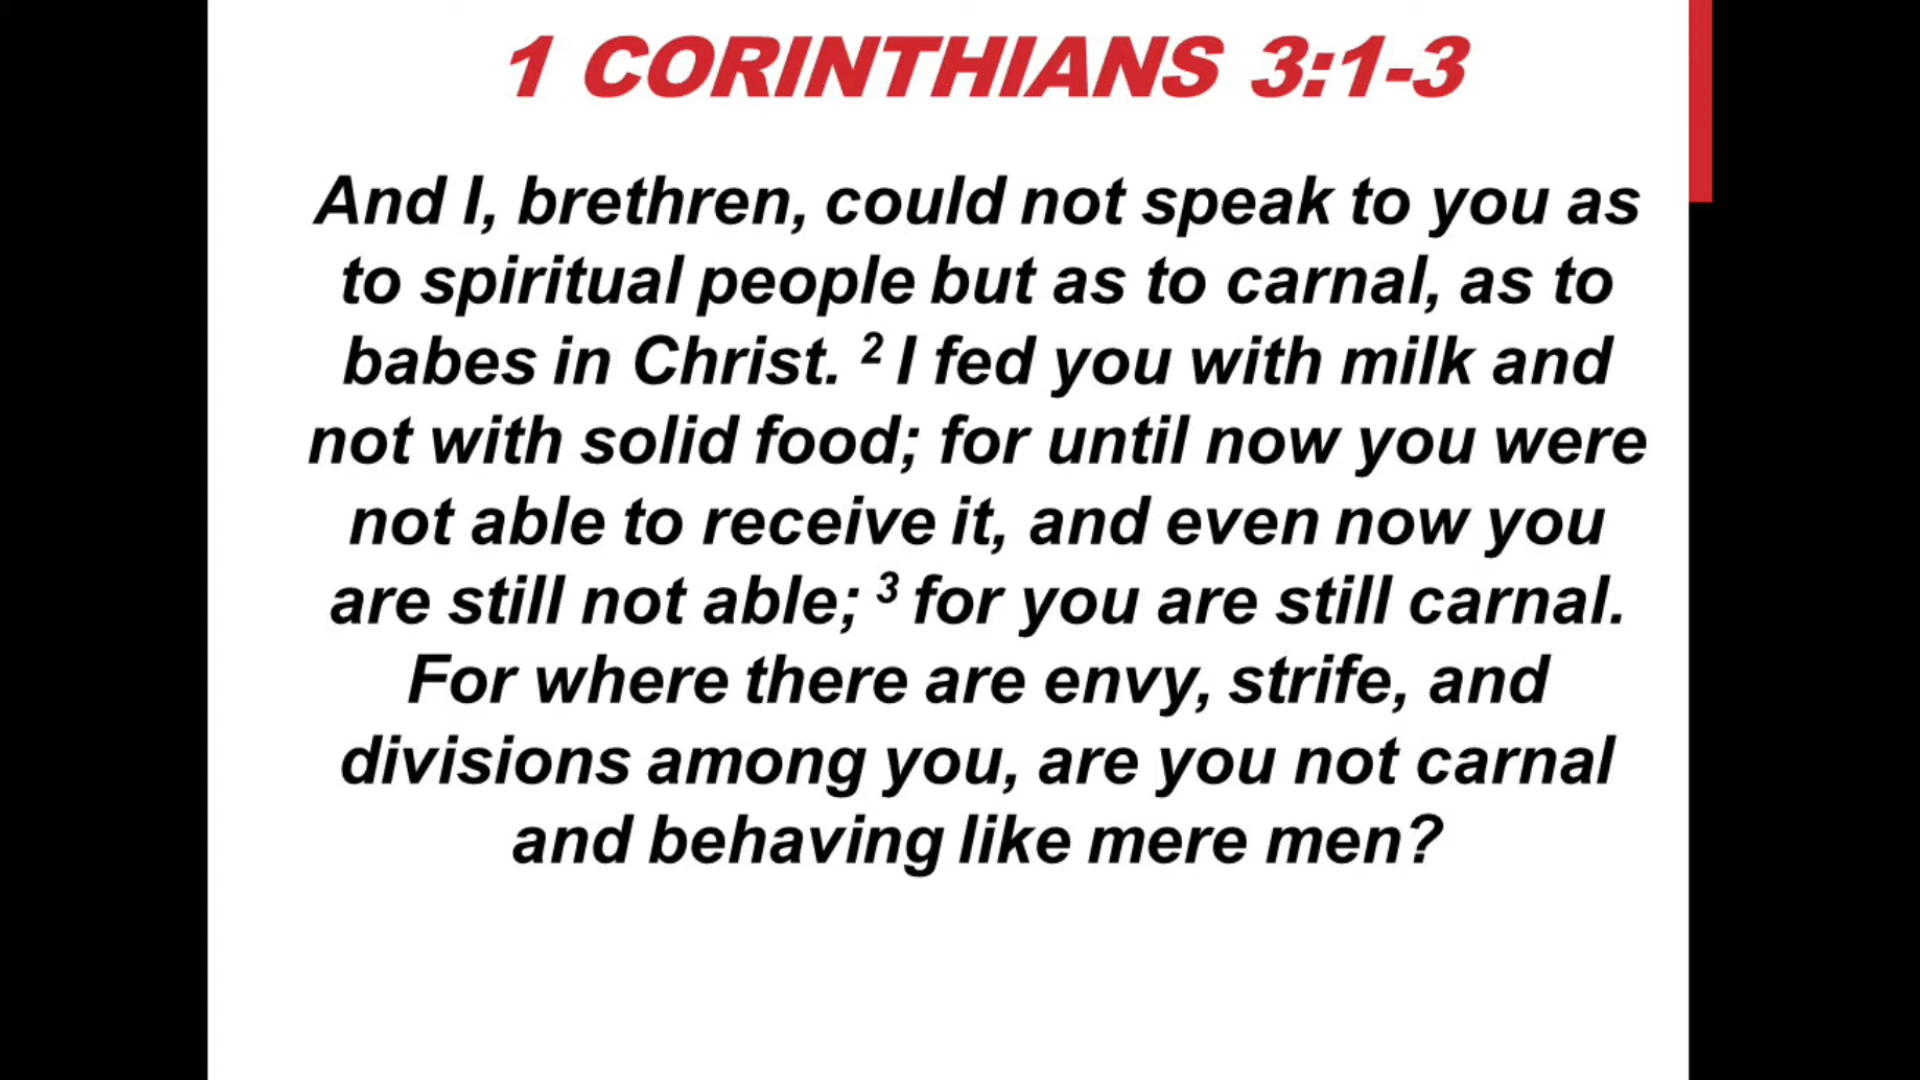 1 CORINTHIANS 3:1-3
And I, brethren, could not speak to you as
to spiritual people but as to carnal, as to
babes in Christ. ² I fed you with milk and
not with solid food; for until now you were
not able to receive it, and even now you
are still not able; ³ for you are still carnal.
For where there are envy, strife, and
divisions among you, are you not carnal
and behaving like mere men?